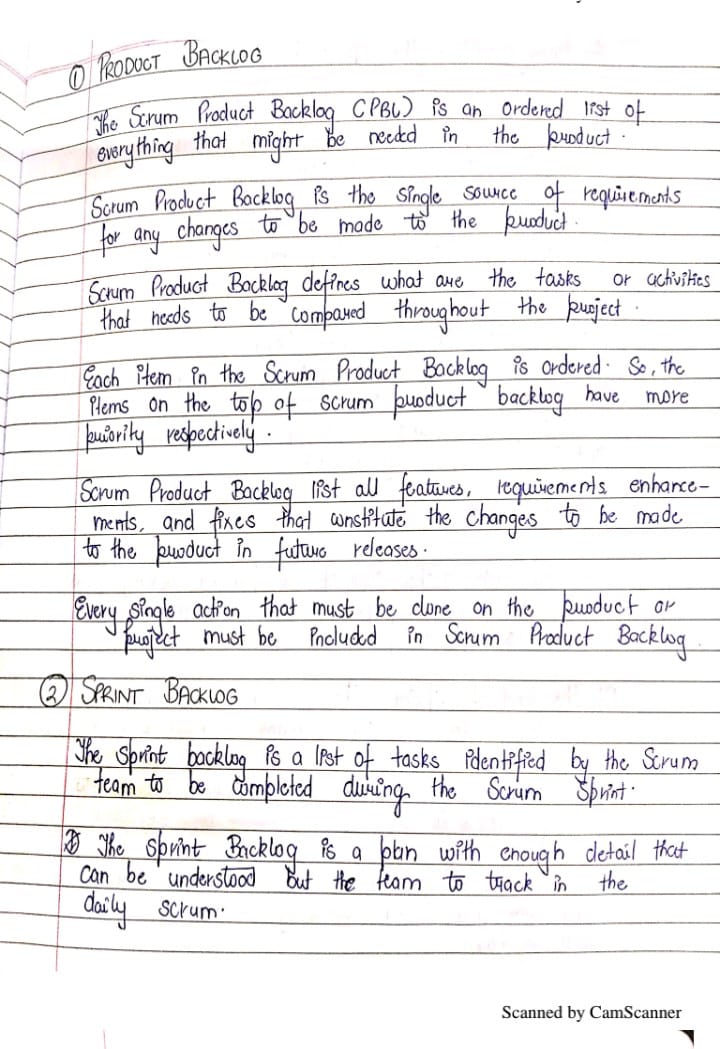 ① PRODUCT BACKLOG
The Scrum Product Backlog (PBL) is an ordered list of
everything that might be needed in the product.
Scrum Product Backlog is the single source of requirements
for any changes to be made to the product.
Scrum Product Backlog defines what are the tasks or activities
that needs to be compared throughout the project.
Each item in the Scrum Product Backlog is ordered. So, the
items on the top of scrum product backlog have more
priority respectively.
Scrum Product Backlog list all features, requirements enhance-
ments, and fixes that constitute the changes to be made
to the product in future releases.
Every single action that must be done on the product or
project must be included in Scrum Product Backlog.
② SPRINT BACKLOG
The sprint backlog is a list of tasks identified by the Scrum
team to be completed during the Scrum Sprint.
The Sprint Backlog is a plan with enough detail that
can be understood but the team to track in the
daily scrum.
Scanned by CamScanner